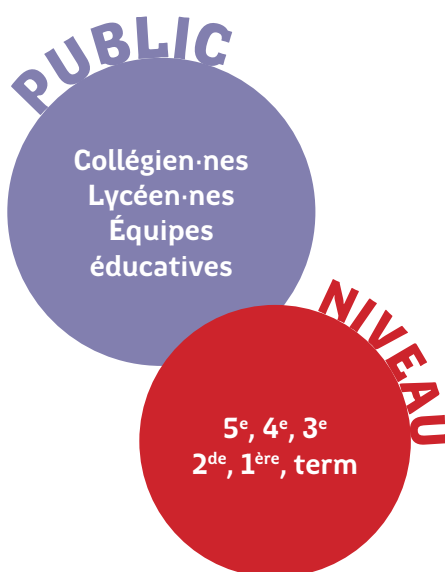 PUBLIC
Collégien·nes
Lycéen·nes
Équipes
éducatives
NIVEAU
5e, 4e, 3e
2de, 1ère, term